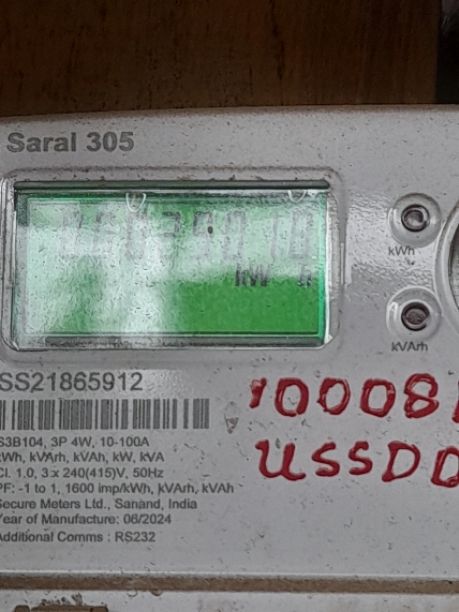 Saral 305
kW h
kWh
kVArh
SS21865912
S3B104, 3P 4W, 10-100A
kWh, kVArh, kVAh, kW, kVA
Cl. 1.0, 3 x 240(415)V, 50Hz
PF: -1 to 1, 1600 imp/kWh, kVArh, kVAh
Secure Meters Ltd., Sanand, India
Year of Manufacture: 06/2024
Additional Comms : RS232
10008
USSDD